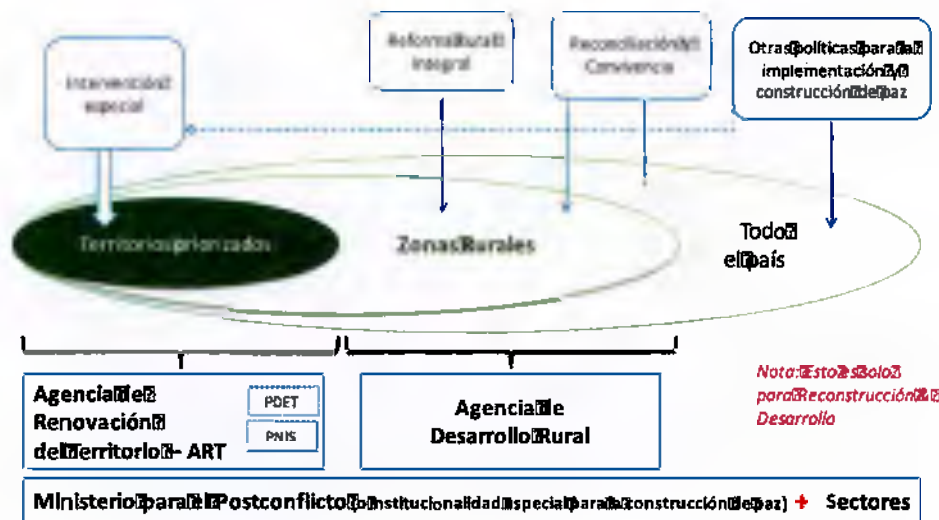 Intervención
especial
Reforma Rural
Integral
Reconciliación y
Convivencia
Otras políticas para la
implementación y
construcción de paz
Territorios priorizados
Zonas Rurales
Todo
el país
Agencia de
Renovación
del Territorio - ART
PDET
PNIS
Agencia de
Desarrollo Rural
Nota: Esto es solo
para Reconstrucción &
Desarrollo
Ministerio para el Postconflicto (o institucionalidad especial para la construcción de paz) + Sectores